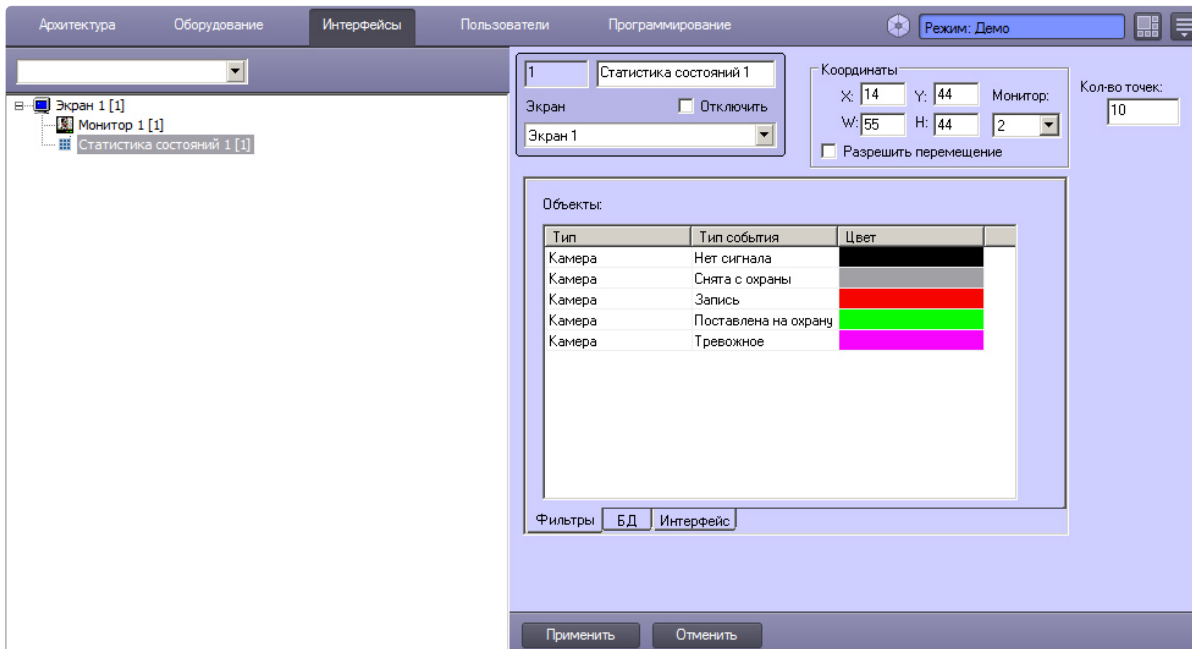 Архитектура Оборудование Интерфейсы Пользователи Программирование Режим: Демо
Экран 1 [1]
Монитор 1 [1]
Статистика состояний 1 [1]
1 Статистика состояний 1
Экран Отключить
Экран 1
Координаты
X: 14 Y: 44 Монитор:
W: 55 H: 44 2
Разрешить перемещение
Кол-во точек:
10
Объекты:
Тип Тип события Цвет
Камера Нет сигнала
Камера Снята с охраны
Камера Запись
Камера Поставлена на охрану
Камера Тревожное
Фильтры БД Интерфейс
Применить Отменить